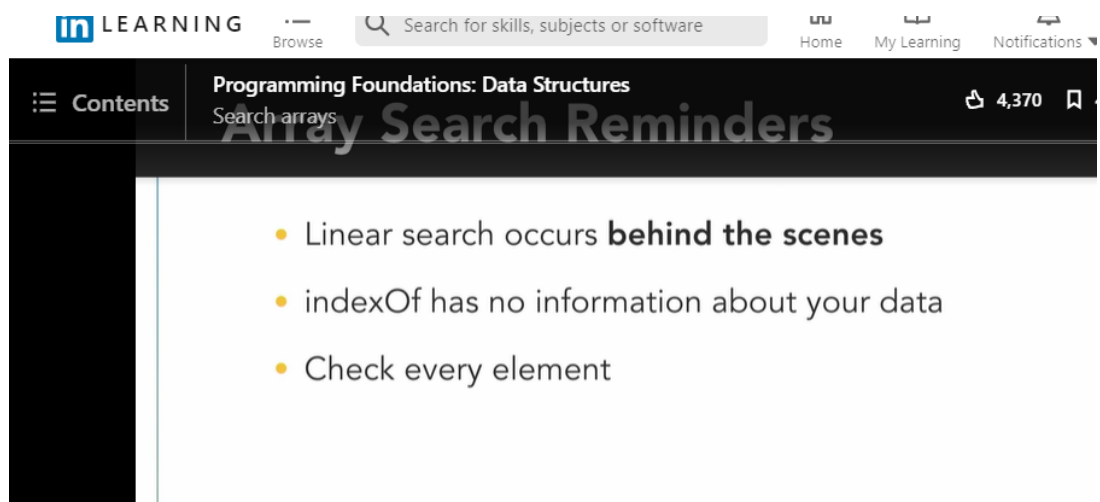 in LEARNING
Browse
Search for skills, subjects or software
Home
My Learning
Notifications
Contents
Programming Foundations: Data Structures
Search arrays
4,370
Array Search Reminders
• Linear search occurs behind the scenes
• indexOf has no information about your data
• Check every element